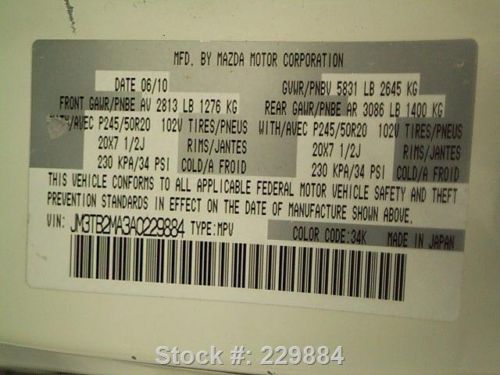 MFD. BY MAZDA MOTOR CORPORATION
DATE 06/10 GVWR/PNBV 5831 LB 2645 KG
FRONT GAWR/PNBE AV 2813 LB 1276 KG REAR GAWR/PNBE AR 3086 LB 1400 KG
WITH/AVEC P245/50R20 102V TIRES/PNEUS WITH/AVEC P245/50R20 102V TIRES/PNEUS
20X7 1/2J RIMS/JANTES 20X7 1/2J RIMS/JANTES
230 KPA/34 PSI COLD/A FROID 230 KPA/34 PSI COLD/A FROID
THIS VEHICLE CONFORMS TO ALL APPLICABLE FEDERAL MOTOR VEHICLE SAFETY AND THEFT
PREVENTION STANDARDS IN EFFECT ON THE DATE OF MANUFACTURE SHOWN ABOVE.
VIN: JM3TB2MA3A0229884 TYPE: MPV COLOR CODE: 34K MADE IN JAPAN
Stock #: 229884